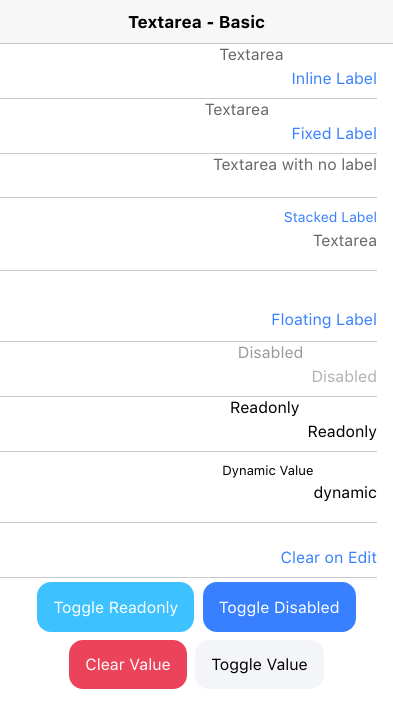 Textarea - Basic
Textarea
Inline Label
Textarea
Fixed Label
Textarea with no label
Stacked Label
Textarea
Floating Label
Disabled
Disabled
Readonly
Readonly
Dynamic Value
dynamic
Clear on Edit
Toggle Readonly Toggle Disabled
Clear Value Toggle Value